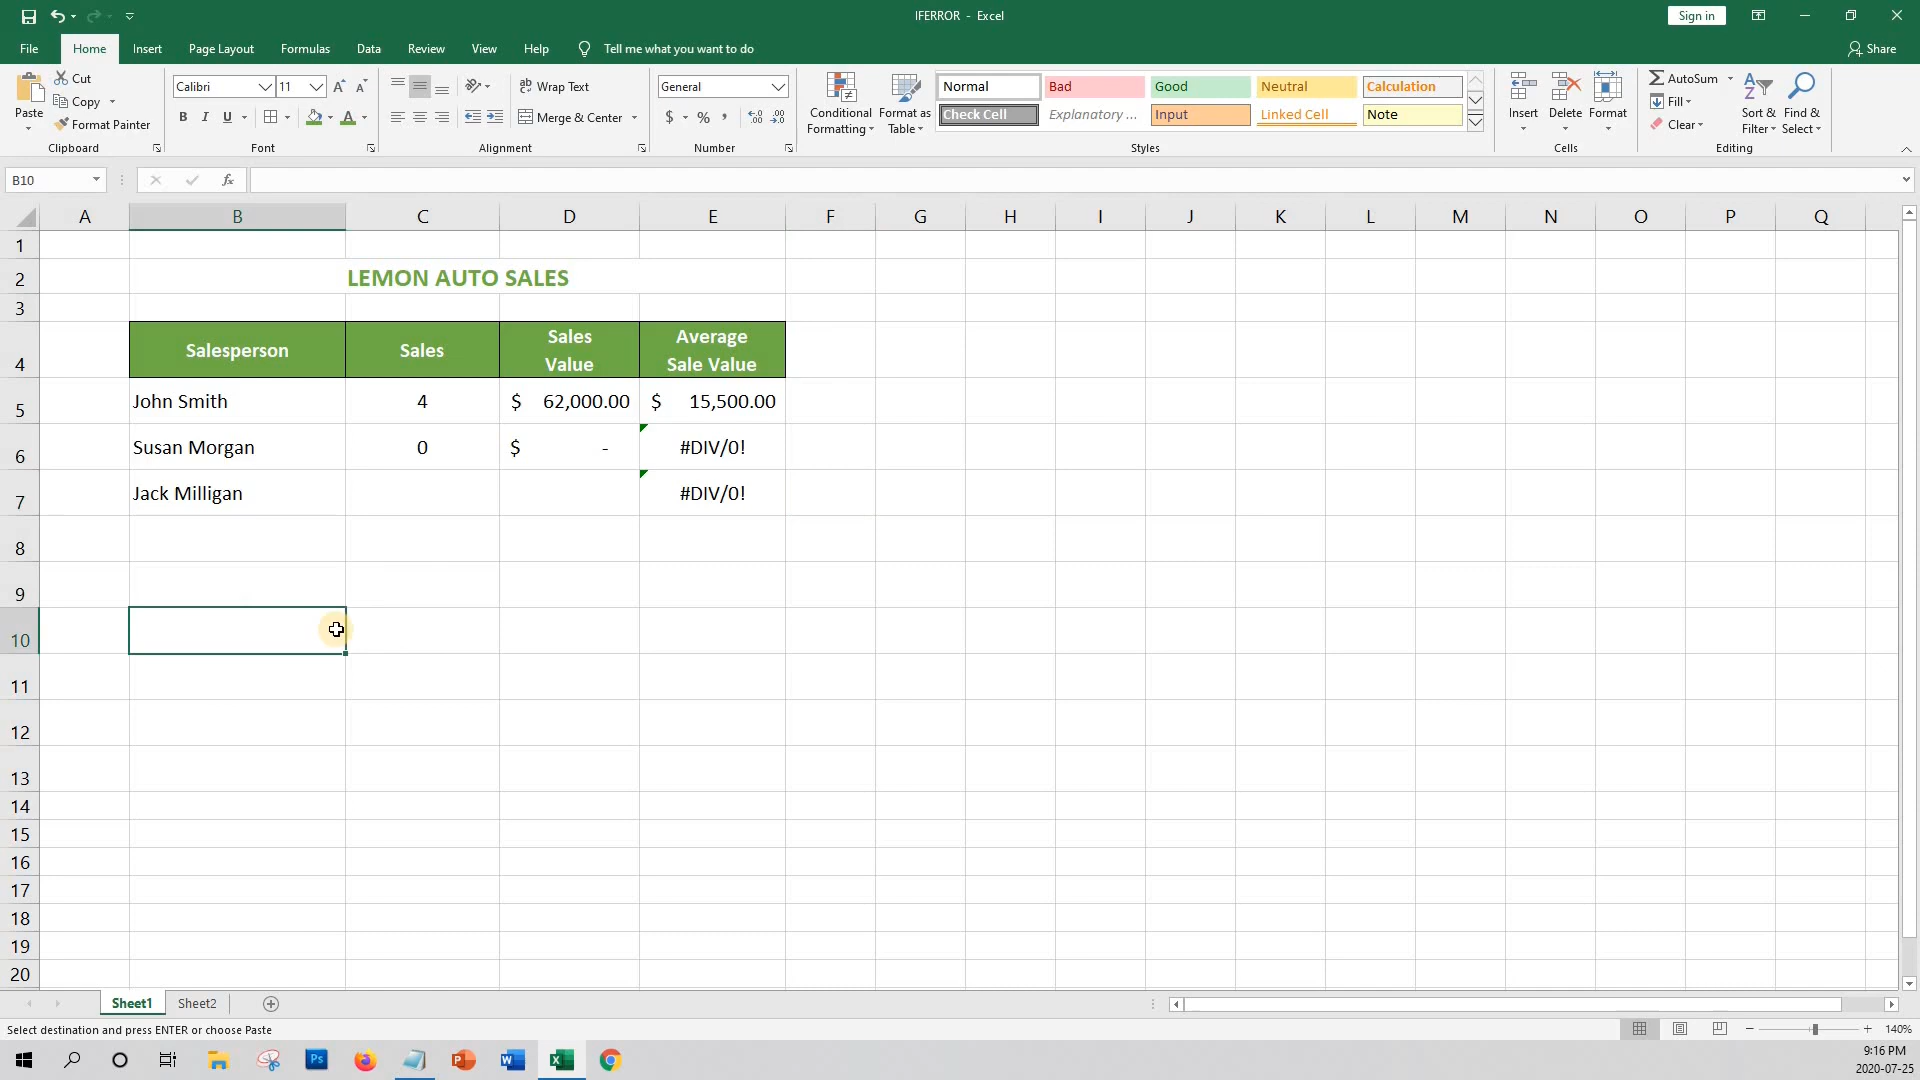 IFERROR - Excel
Sign in
File Home Insert Page Layout Formulas Data Review View Help Tell me what you want to do
Share
Paste
Cut
Copy
Format Painter
Clipboard
Calibri 11
B I U
Font
Wrap Text
Merge & Center
Alignment
General
$ % ,
Number
Conditional Formatting
Format as Table
Normal Bad Good Neutral Calculation
Check Cell Explanatory ... Input Linked Cell Note
Styles
Insert Delete Format
Cells
AutoSum
Fill
Clear
Sort & Filter
Find & Select
Editing
B10
fx
A B C D E F G H I J K L M N O P Q
1
2 LEMON AUTO SALES
3
4 Salesperson Sales Sales Value Average Sale Value
5 John Smith 4 $ 62,000.00 $ 15,500.00
6 Susan Morgan 0 $ - #DIV/0!
7 Jack Milligan #DIV/0!
8
9
10
11
12
13
14
15
16
17
18
19
20
Sheet1 Sheet2
Select destination and press ENTER or choose Paste
140%
9:16 PM
2020-07-25